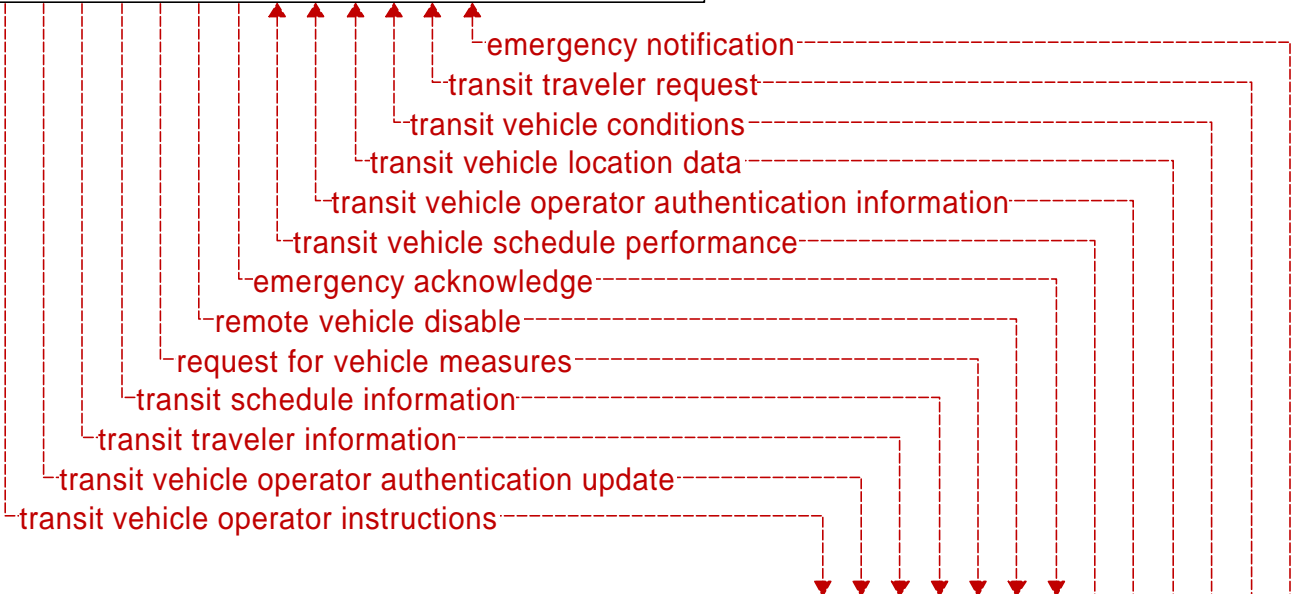 emergency notification
transit traveler request
transit vehicle conditions
transit vehicle location data
transit vehicle operator authentication information
transit vehicle schedule performance
emergency acknowledge
remote vehicle disable
request for vehicle measures
transit schedule information
transit traveler information
transit vehicle operator authentication update
transit vehicle operator instructions